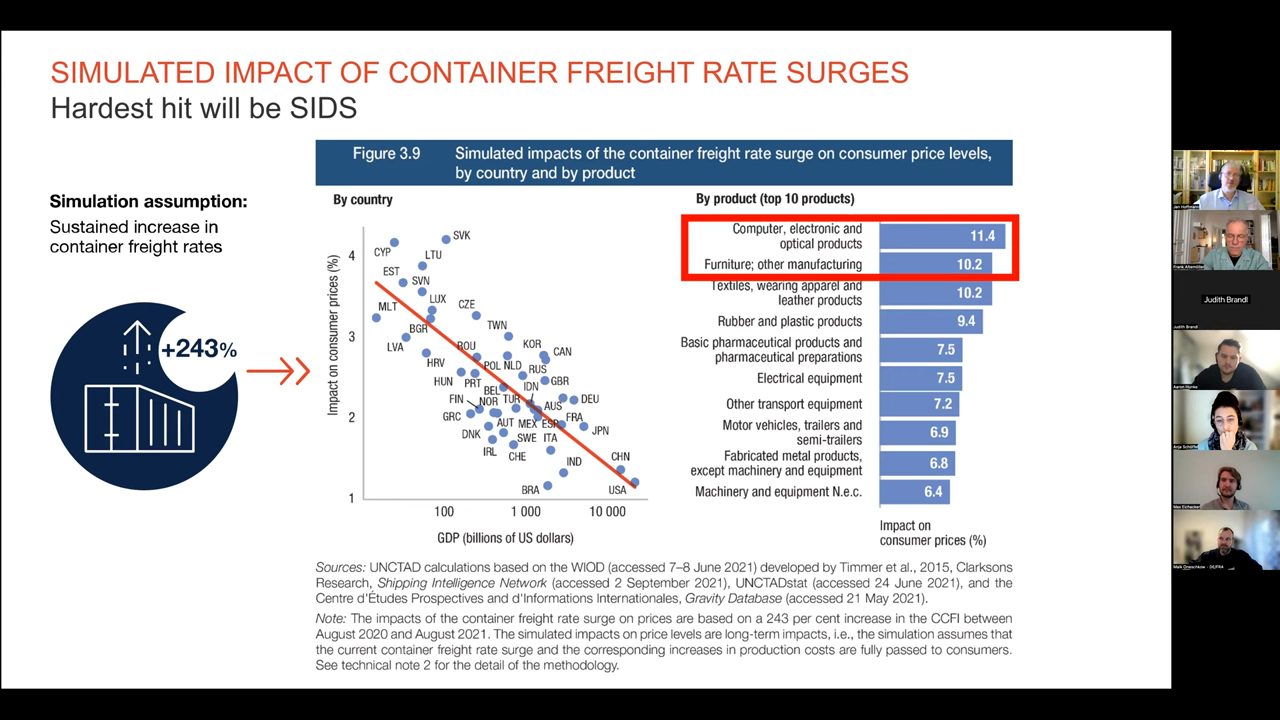 SIMULATED IMPACT OF CONTAINER FREIGHT RATE SURGES
Hardest hit will be SIDS
Simulation assumption:
Sustained increase in
container freight rates
+243%
Figure 3.9
Simulated impacts of the container freight rate surge on consumer price levels,
by country and by product
By country
Impact on consumer prices (%)
4
3
2
1
CYP
SVK
LTU
EST
SVN
MLT
LUX
CZE
BGR
TWN
LVA
ROU
KOR
CAN
HRV
POL
NLD
RUS
HUN
PRT
BEL
IDN
GBR
FIN
NOR
TUR
AUS
DEU
GRC
AUT
MEX
ESP
FRA
DNK
SWE
ITA
JPN
IRL
CHE
IND
CHN
BRA
USA
100
1 000
10 000
GDP (billions of US dollars)
By product (top 10 products)
Computer, electronic and
optical products
11.4
Furniture; other manufacturing
10.2
Textiles, wearing apparel and
leather products
10.2
Rubber and plastic products
9.4
Basic pharmaceutical products and
pharmaceutical preparations
7.5
Electrical equipment
7.5
Other transport equipment
7.2
Motor vehicles, trailers and
semi-trailers
6.9
Fabricated metal products,
except machinery and equipment
6.8
Machinery and equipment N.e.c.
6.4
Impact on
consumer prices (%)
Sources: UNCTAD calculations based on the WIOD (accessed 7–8 June 2021) developed by Timmer et al., 2015, Clarksons
Research, Shipping Intelligence Network (accessed 2 September 2021), UNCTADstat (accessed 24 June 2021), and the
Centre d'Études Prospectives and d'Informations Internationales, Gravity Database (accessed 21 May 2021).
Note: The impacts of the container freight rate surge on prices are based on a 243 per cent increase in the CCFI between
August 2020 and August 2021. The simulated impacts on price levels are long-term impacts, i.e., the simulation assumes that
the current container freight rate surge and the corresponding increases in production costs are fully passed to consumers.
See technical note 2 for the detail of the methodology.
Jan Hoffmann
Judith Brandl
Judith Brandl